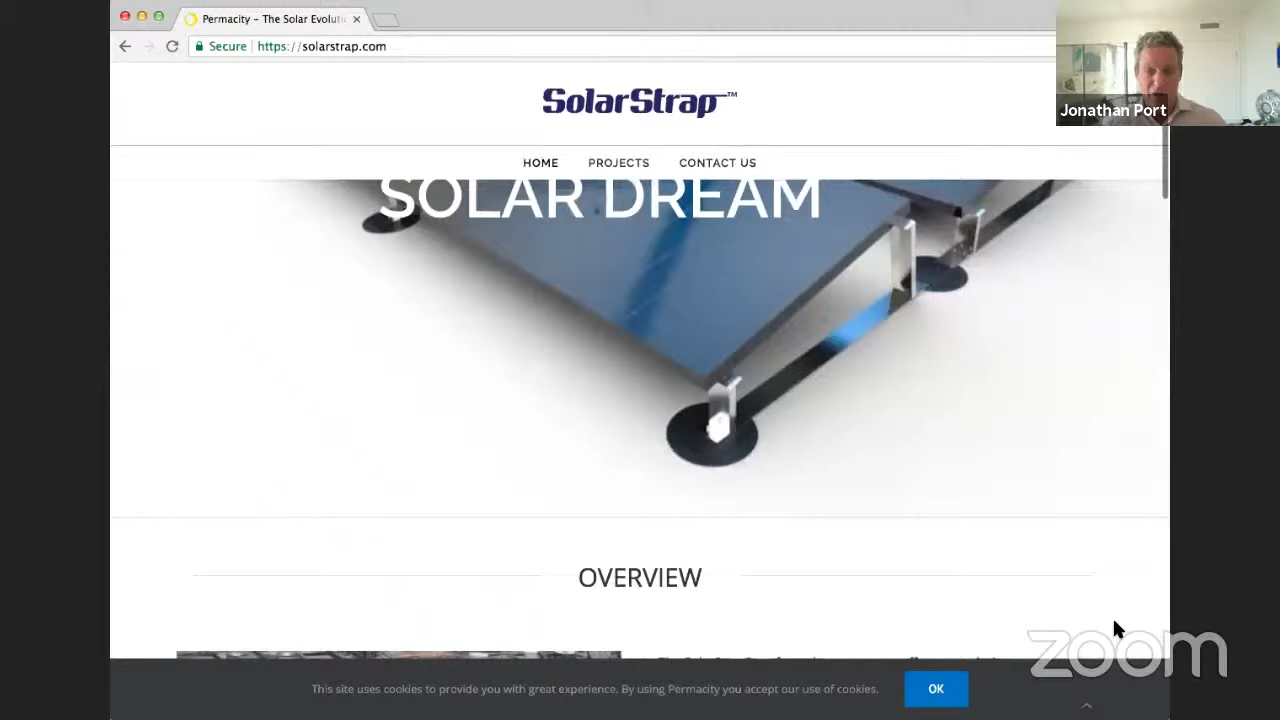 Permacity – The Solar Evoluti
Secure https://solarstrap.com
SolarStrap™
Jonathan Port
HOME PROJECTS CONTACT US
SOLAR DREAM
OVERVIEW
This site uses cookies to provide you with great experience. By using Permacity you accept our use of cookies. OK
zoom